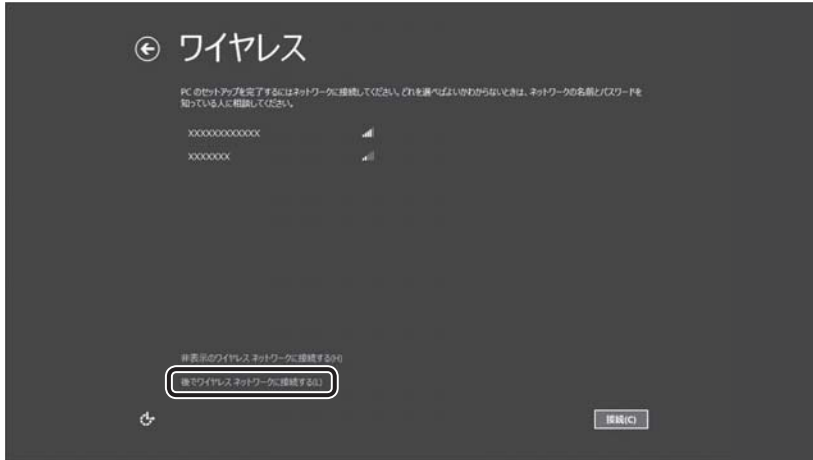 ワイヤレス
PC のセットアップを完了するにはネットワークに接続してください。どれを選べばよいかわからないときは、ネットワークの名前とパスワードを
知っている人に相談してください。
XXXXXXXXXXXX
XXXXXXX
非表示のワイヤレス ネットワークに接続する(H)
後でワイヤレス ネットワークに接続する(L)
接続(C)